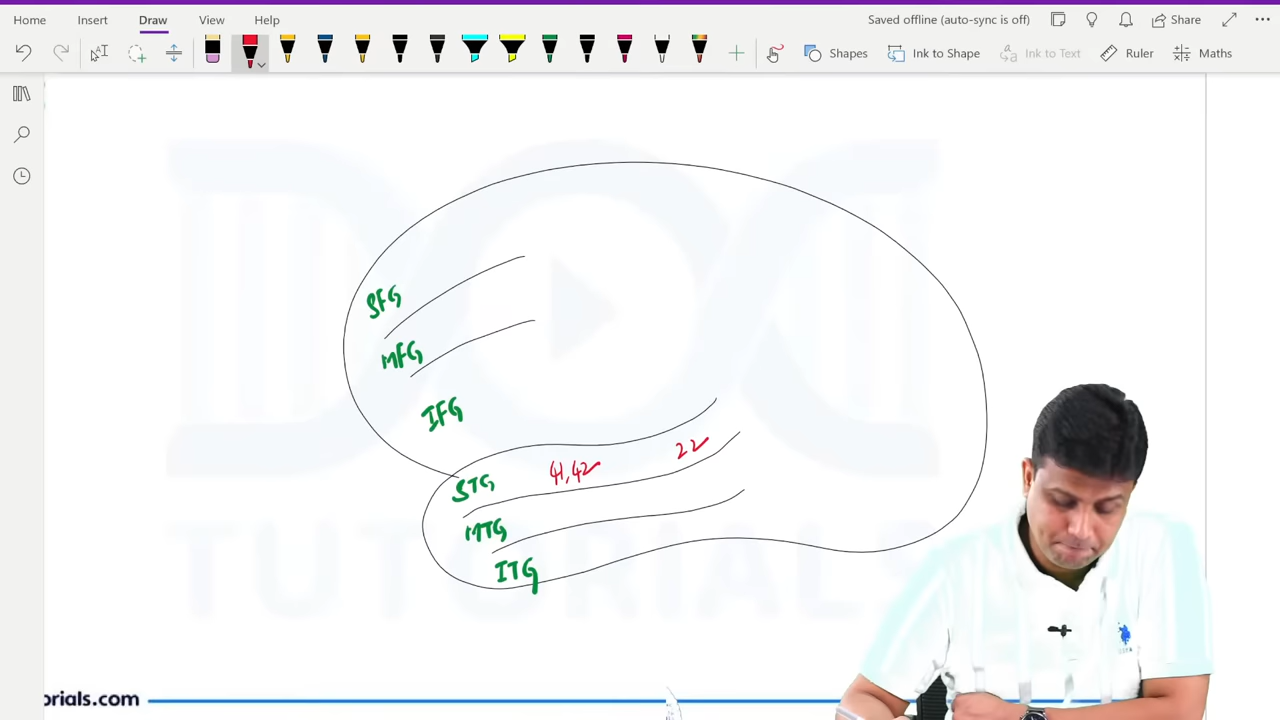 Home Insert Draw View Help Saved offline (auto-sync is off) Share
Shapes Ink to Shape Ink to Text Ruler Maths
SFG
MFG
IFG
STG 41,42 22
MTG
ITG
TUTORIALS
orials.com